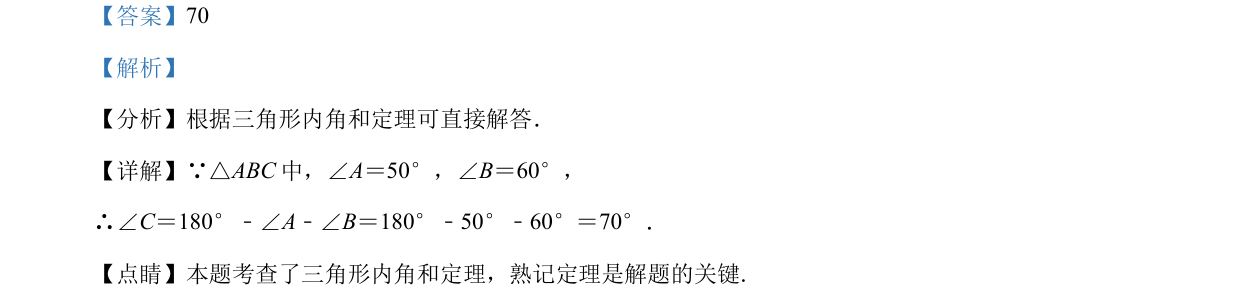 【答案】70
【解析】
【分析】根据三角形内角和定理可直接解答．
【详解】∵△ABC 中，∠A＝50°，∠B＝60°，
∴∠C＝180°﹣∠A﹣∠B＝180°﹣50°﹣60°＝70°．
【点睛】本题考查了三角形内角和定理，熟记定理是解题的关键.